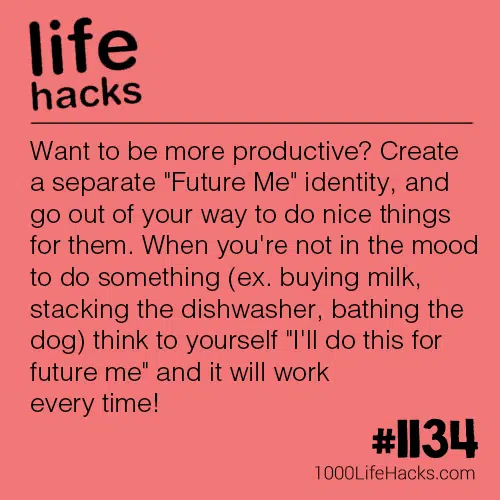 life
hacks
Want to be more productive? Create
a separate "Future Me" identity, and
go out of your way to do nice things
for them. When you're not in the mood
to do something (ex. buying milk,
stacking the dishwasher, bathing the
dog) think to yourself "I'll do this for
future me" and it will work
every time!
#1134
1000LifeHacks.com